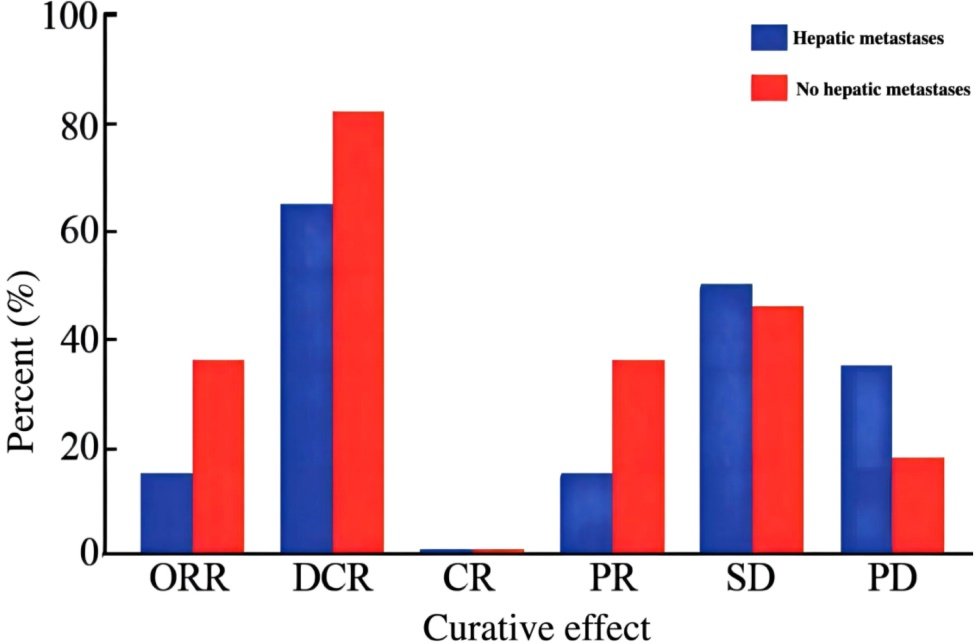 100
80
60
40
20
0
Percent (%)
Hepatic metastases
No hepatic metastases
ORR DCR CR PR SD PD
Curative effect